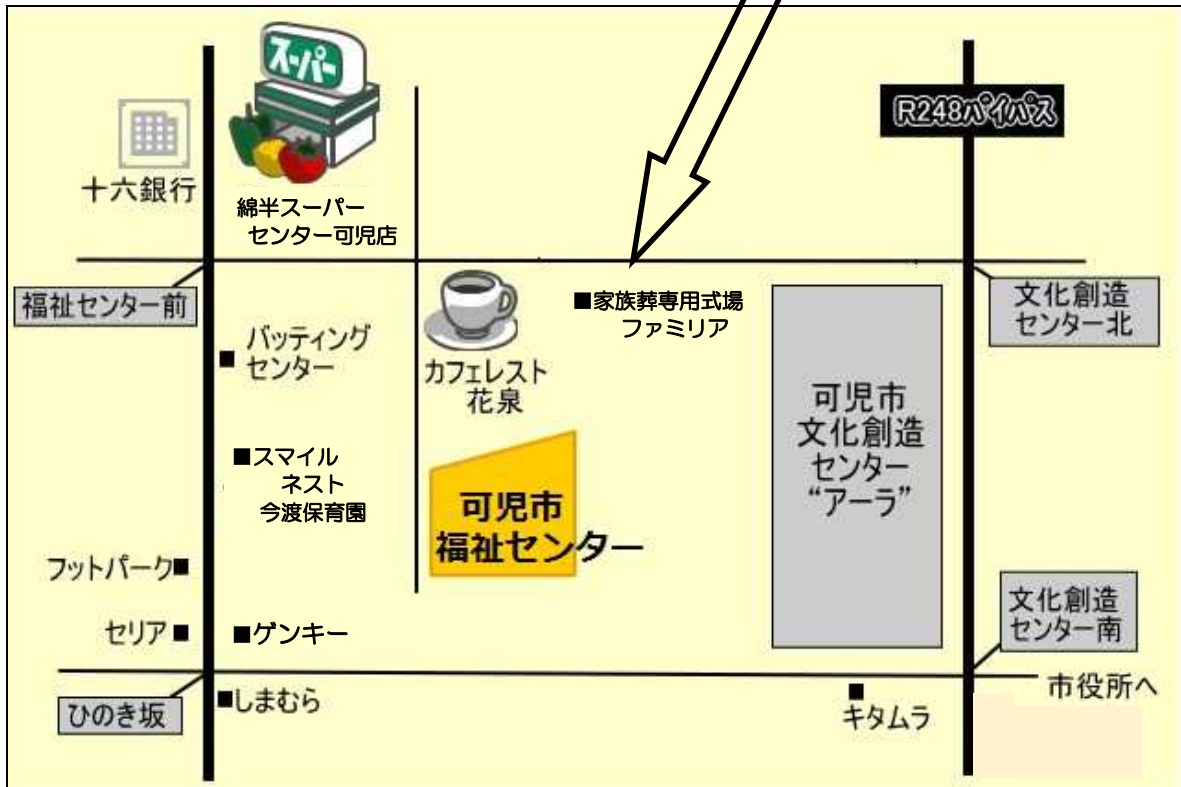 スーパー
R248バイパス
十六銀行
綿半スーパー
センター可児店
福祉センター前
■家族葬専用式場
ファミリア
文化創造
センター北
■バッティング
センター
カフェレスト
花泉
可児市
文化創造
センター
“アーラ”
■スマイル
ネスト
今渡保育園
可児市
福祉センター
フットパーク■
文化創造
センター南
セリア■
■ゲンキー
市役所へ
ひのき坂
■しまむら
■キタムラ